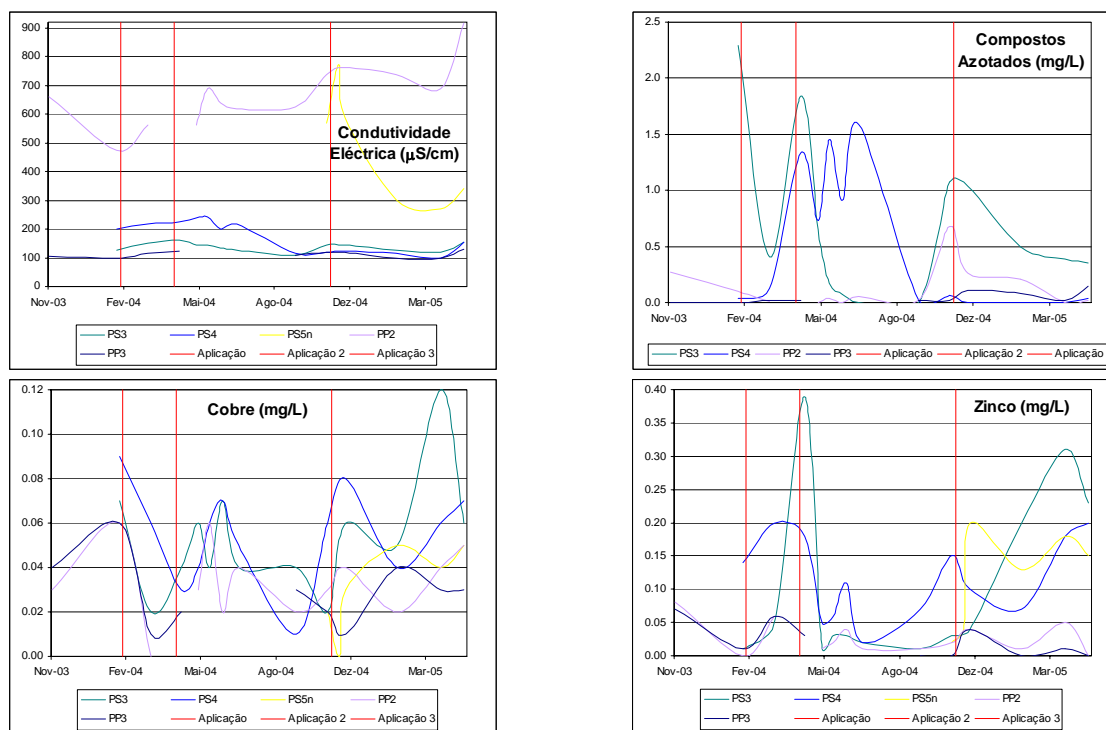 900
800
700
600
500
400
300
200
100
0
Condutividade
Eléctrica (µS/cm)
Nov-03 Fev-04 Mai-04 Ago-04 Dez-04 Mar-05
PS3 PS4 PS5n PP2
PP3 Aplicação Aplicação 2 Aplicação 3
2.5
2.0
1.5
1.0
0.5
0.0
Compostos
Azotados (mg/L)
Nov-03 Fev-04 Mai-04 Ago-04 Dez-04 Mar-05
PS3 PS4 PP2 PP3 Aplicação Aplicação 2 Aplicação
0.12
0.10
0.08
0.06
0.04
0.02
0.00
Cobre (mg/L)
Nov-03 Fev-04 Mai-04 Ago-04 Dez-04 Mar-05
PS3 PS4 PS5n PP2
PP3 Aplicação Aplicação 2 Aplicação 3
0.40
0.35
0.30
0.25
0.20
0.15
0.10
0.05
0.00
Zinco (mg/L)
Nov-03 Fev-04 Mai-04 Ago-04 Dez-04 Mar-05
PS3 PS4 PS5n PP2
PP3 Aplicação Aplicação 2 Aplicação 3